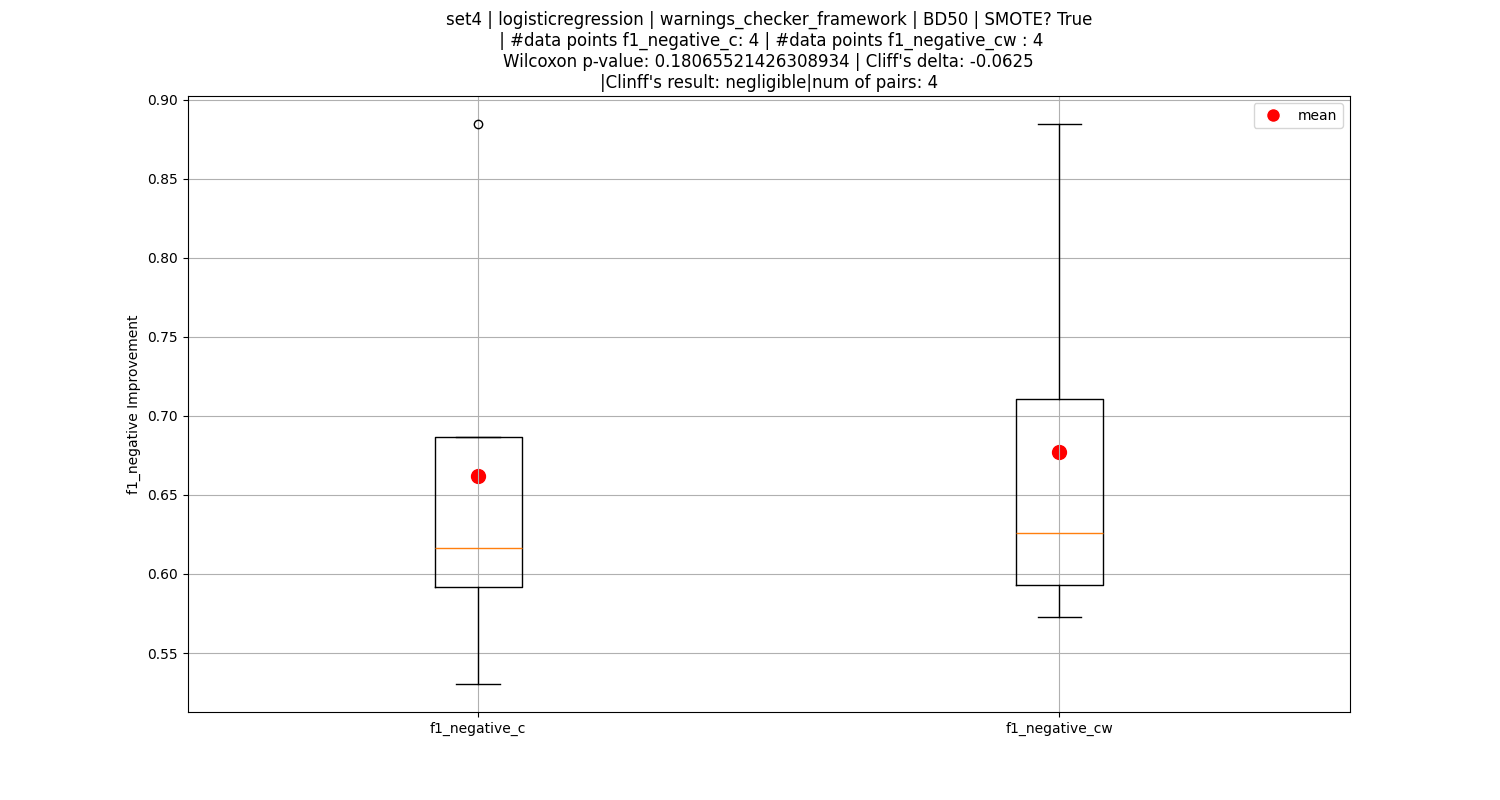 set4 | logisticregression | warnings_checker_framework | BD50 | SMOTE? True
| #data points f1_negative_c: 4 | #data points f1_negative_cw : 4
Wilcoxon p-value: 0.18065521426308934 | Cliff's delta: -0.0625
|Clinff's result: negligible|num of pairs: 4
mean
0.90
0.85
0.80
0.75
0.70
0.65
0.60
0.55
f1_negative Improvement
f1_negative_c
f1_negative_cw